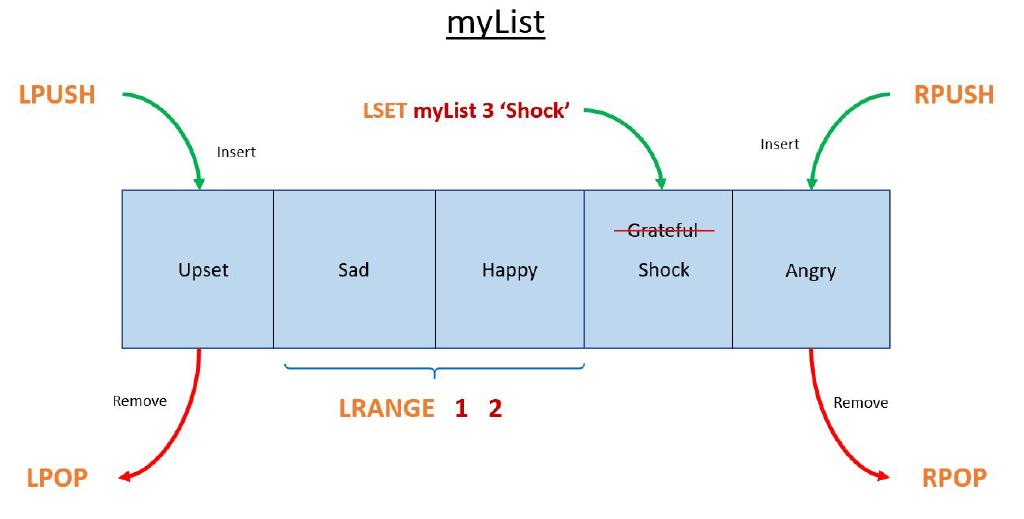 myList
LPUSH
LSET myList 3 ‘Shock’
RPUSH
Insert
Insert
Grateful
Upset
Sad
Happy
Shock
Angry
Remove
LRANGE 1 2
Remove
LPOP
RPOP